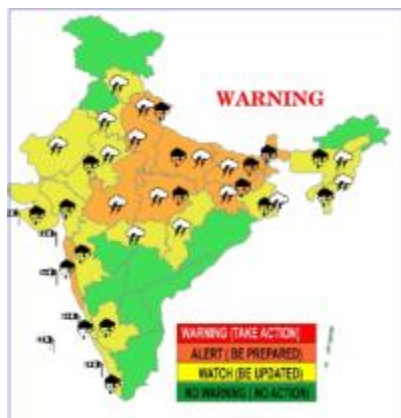 WARNING
WARNING (TAKE ACTION)
ALERT ( BE PREPARED)
WATCH (BE UPDATED)
NO WARNING ( NO ACTION)